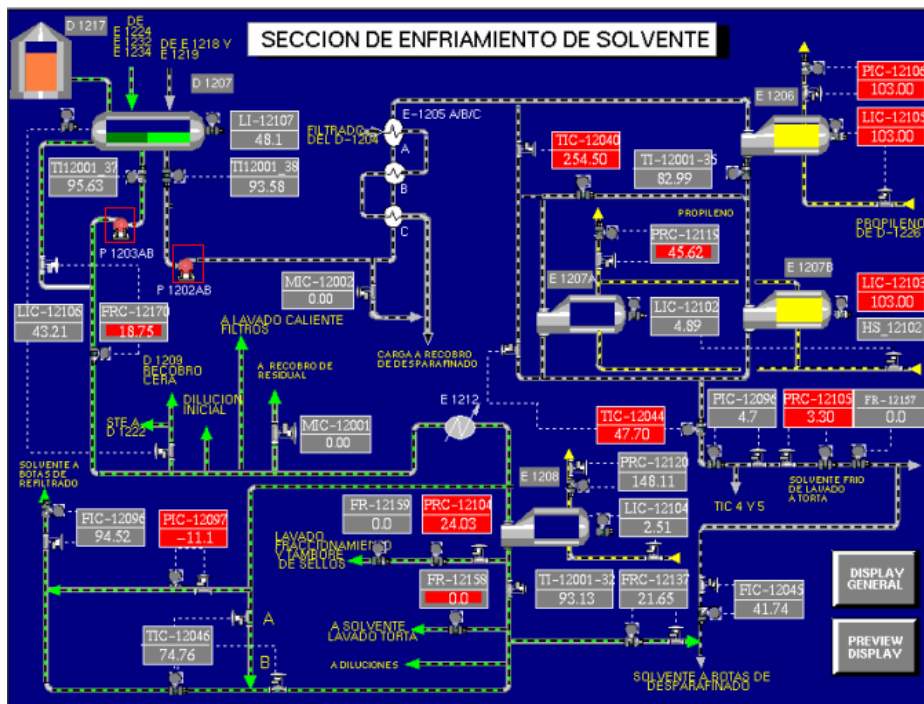 SECCION DE ENFRIAMIENTO DE SOLVENTE
D 1217
DE
E 1224
E 1232
E 1234
DE E 1218 Y
E 1219
D 1207
LI-12107
48.1
TI12001_37
95.63
TI12001_38
93.58
P 1203AB
P 1202AB
FILTRADO
DEL D-1204
E-1205 A/B/C
A
B
C
TIC-12040
254.50
TI-12001-35
82.99
E 1206
PIC-12106
103.00
LIC-12105
103.00
PROPILENO
DE D-1226
PROPILENO
PRC-12119
45.62
E 1207A
LIC-12102
4.89
E 1207B
LIC-12103
103.00
HS_12102
MIC-12002
0.00
CARGA A RECOBRO
DE DESPARAFINADO
LIC-12106
43.21
FRC-12170
18.75
A LAVADO CALIENTE
FILTROS
D 1209
RECOBRO
CERA
A RECOBRO DE
RESIDUAL
DILUCION
INICIAL
STE A
D 1222
MIC-12001
0.00
E 1212
TIC-12044
47.70
PIC-12096
4.7
PRC-12105
3.30
FR-12157
0.0
SOLVENTE FRIO
DE LAVADO
A TORTA
TIC 4 Y 5
SOLVENTE A
BOTAS DE
REFILTRADO
FIC-12096
94.52
PIC-12097
-11.1
FR-12159
0.0
PRC-12104
24.03
E 1208
PRC-12120
148.11
LIC-12104
2.51
LAVADO
FRACCIONAMIENTO
Y TAMBORE
DE SELLOS
FR-12158
0.0
TI-12001-32
93.13
FRC-12137
21.65
FIC-12045
41.74
TIC-12046
74.76
A
B
A SOLVENTE
LAVADO TORTA
A DILUCIONES
SOLVENTE A BOTAS DE
DESPARAFINADO
DISPLAY
GENERAL
PREVIEW
DISPLAY